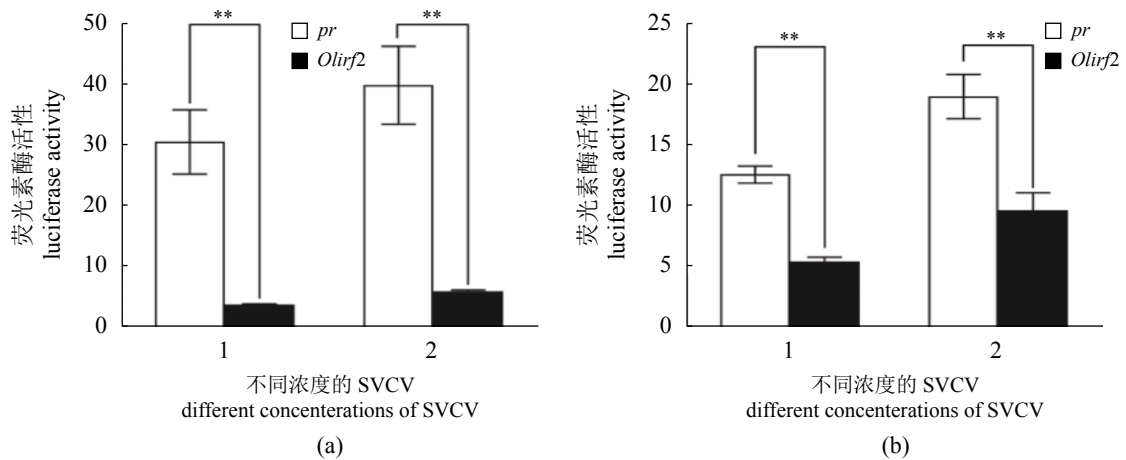 50
40
30
20
10
0
荧光素酶活性
luciferase activity
**
**
pr
Olirf2
1
2
不同浓度的 SVCV
different concenterations of SVCV
(a)
25
20
15
10
5
0
荧光素酶活性
luciferase activity
**
**
pr
Olirf2
1
2
不同浓度的 SVCV
different concenterations of SVCV
(b)